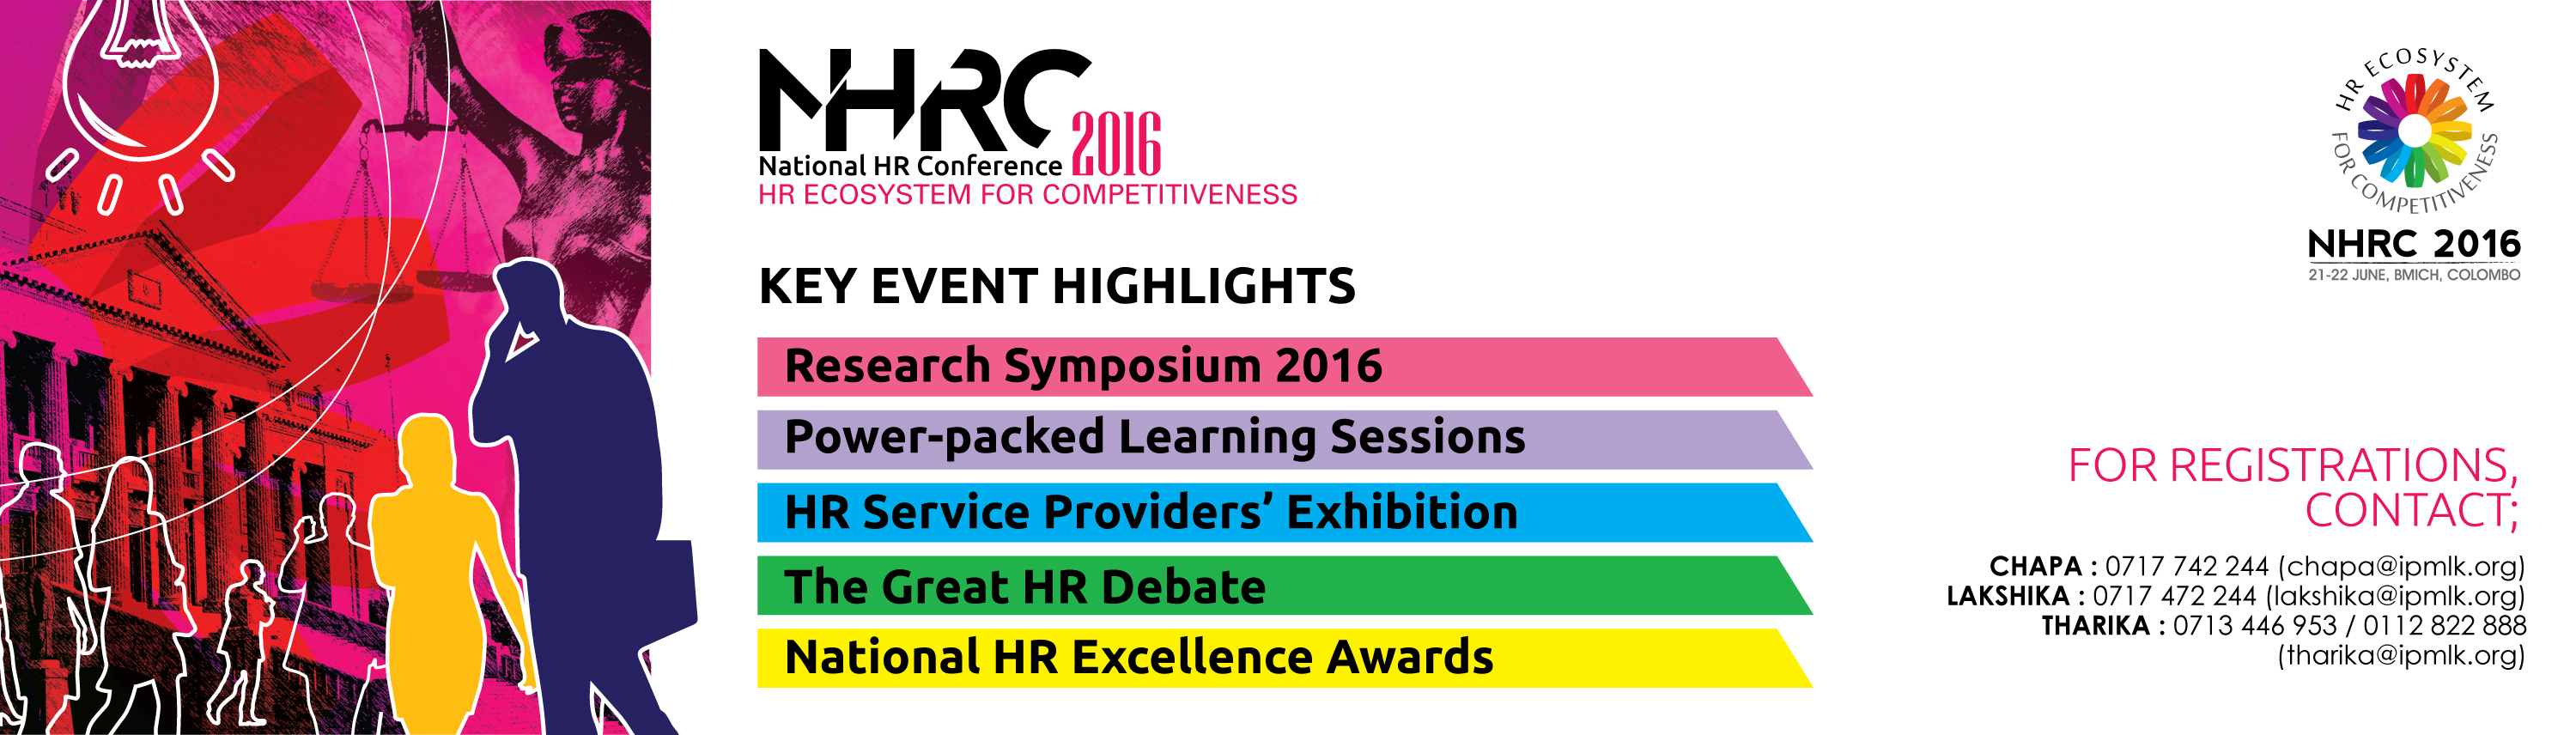 NHRC 2016
National HR Conference
HR ECOSYSTEM FOR COMPETITIVENESS
KEY EVENT HIGHLIGHTS
Research Symposium 2016
Power-packed Learning Sessions
HR Service Providers’ Exhibition
The Great HR Debate
National HR Excellence Awards
HR ECOSYSTEM
FOR COMPETITIVENESS
NHRC 2016
21-22 JUNE, BMICH, COLOMBO
FOR REGISTRATIONS,
CONTACT;
CHAPA : 0717 742 244 (chapa@ipmlk.org)
LAKSHIKA : 0717 472 244 (lakshika@ipmlk.org)
THARIKA : 0713 446 953 / 0112 822 888
(tharika@ipmlk.org)